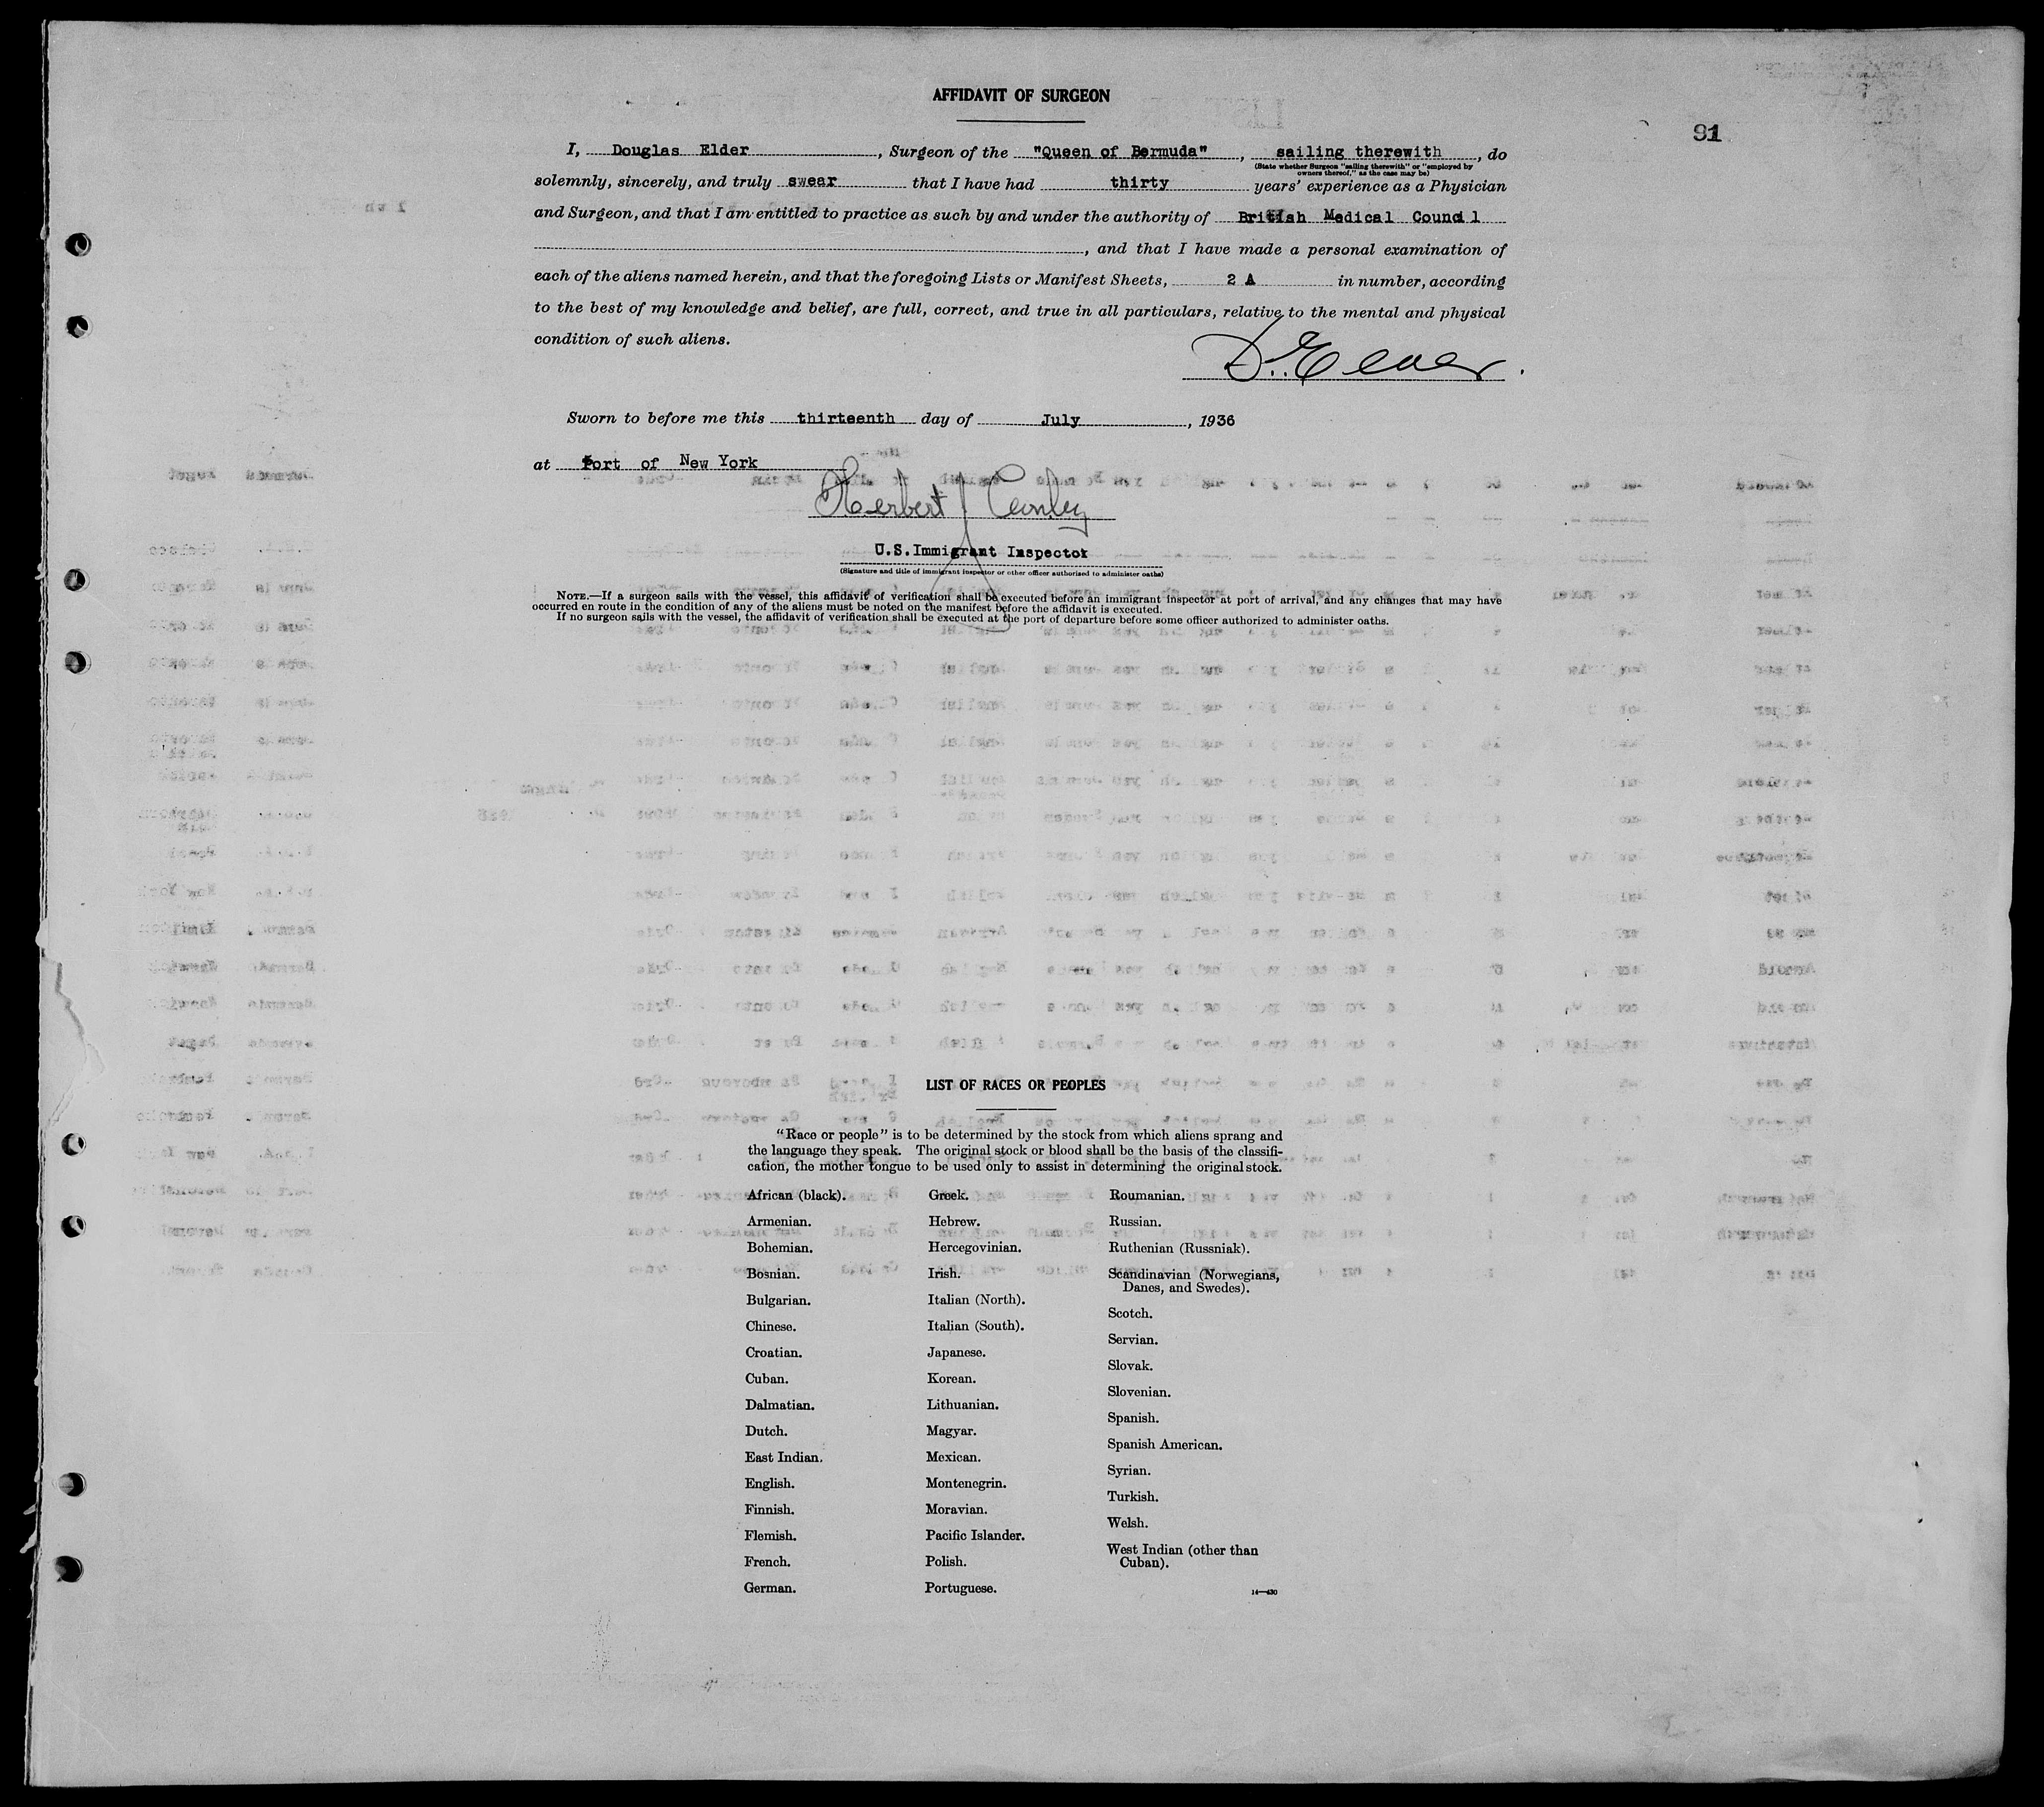 AFFIDAVIT OF SURGEON
91
I, Douglas Elder, Surgeon of the "Queen of Bermuda", sailing therewith, do
(State whether Surgeon "sailing therewith" or "employed by
owners thereof," as the case may be)
solemnly, sincerely, and truly swear that I have had thirty years' experience as a Physician
and Surgeon, and that I am entitled to practice as such by and under the authority of British Medical Council
, and that I have made a personal examination of
each of the aliens named herein, and that the foregoing Lists or Manifest Sheets, 2 A in number, according
to the best of my knowledge and belief, are full, correct, and true in all particulars, relative to the mental and physical
condition of such aliens.
D. Elder.
Sworn to before me this thirteenth day of July, 1936
at Port of New York
Herbert J
U.S.Immigrant Inspector
(Signature and title of immigrant inspector or other officer authorized to administer oaths)
NOTE.—If a surgeon sails with the vessel, this affidavit of verification shall be executed before an immigrant inspector at port of arrival, and any changes that may have
occurred en route in the condition of any of the aliens must be noted on the manifest before the affidavit is executed.
If no surgeon sails with the vessel, the affidavit of verification shall be executed at the port of departure before some officer authorized to administer oaths.
LIST OF RACES OR PEOPLES
"Race or people" is to be determined by the stock from which aliens sprang and
the language they speak. The original stock or blood shall be the basis of the classifi-
cation, the mother tongue to be used only to assist in determining the original stock.
African (black).
Armenian.
Bohemian.
Bosnian.
Bulgarian.
Chinese.
Croatian.
Cuban.
Dalmatian.
Dutch.
East Indian.
English.
Finnish.
Flemish.
French.
German.
Greek.
Hebrew.
Hercegovinian.
Irish.
Italian (North).
Italian (South).
Japanese.
Korean.
Lithuanian.
Magyar.
Mexican.
Montenegrin.
Moravian.
Pacific Islander.
Polish.
Portuguese.
Roumanian.
Russian.
Ruthenian (Russniak).
Scandinavian (Norwegians,
Danes, and Swedes).
Scotch.
Servian.
Slovak.
Slovenian.
Spanish.
Spanish American.
Syrian.
Turkish.
Welsh.
West Indian (other than
Cuban).
14—430